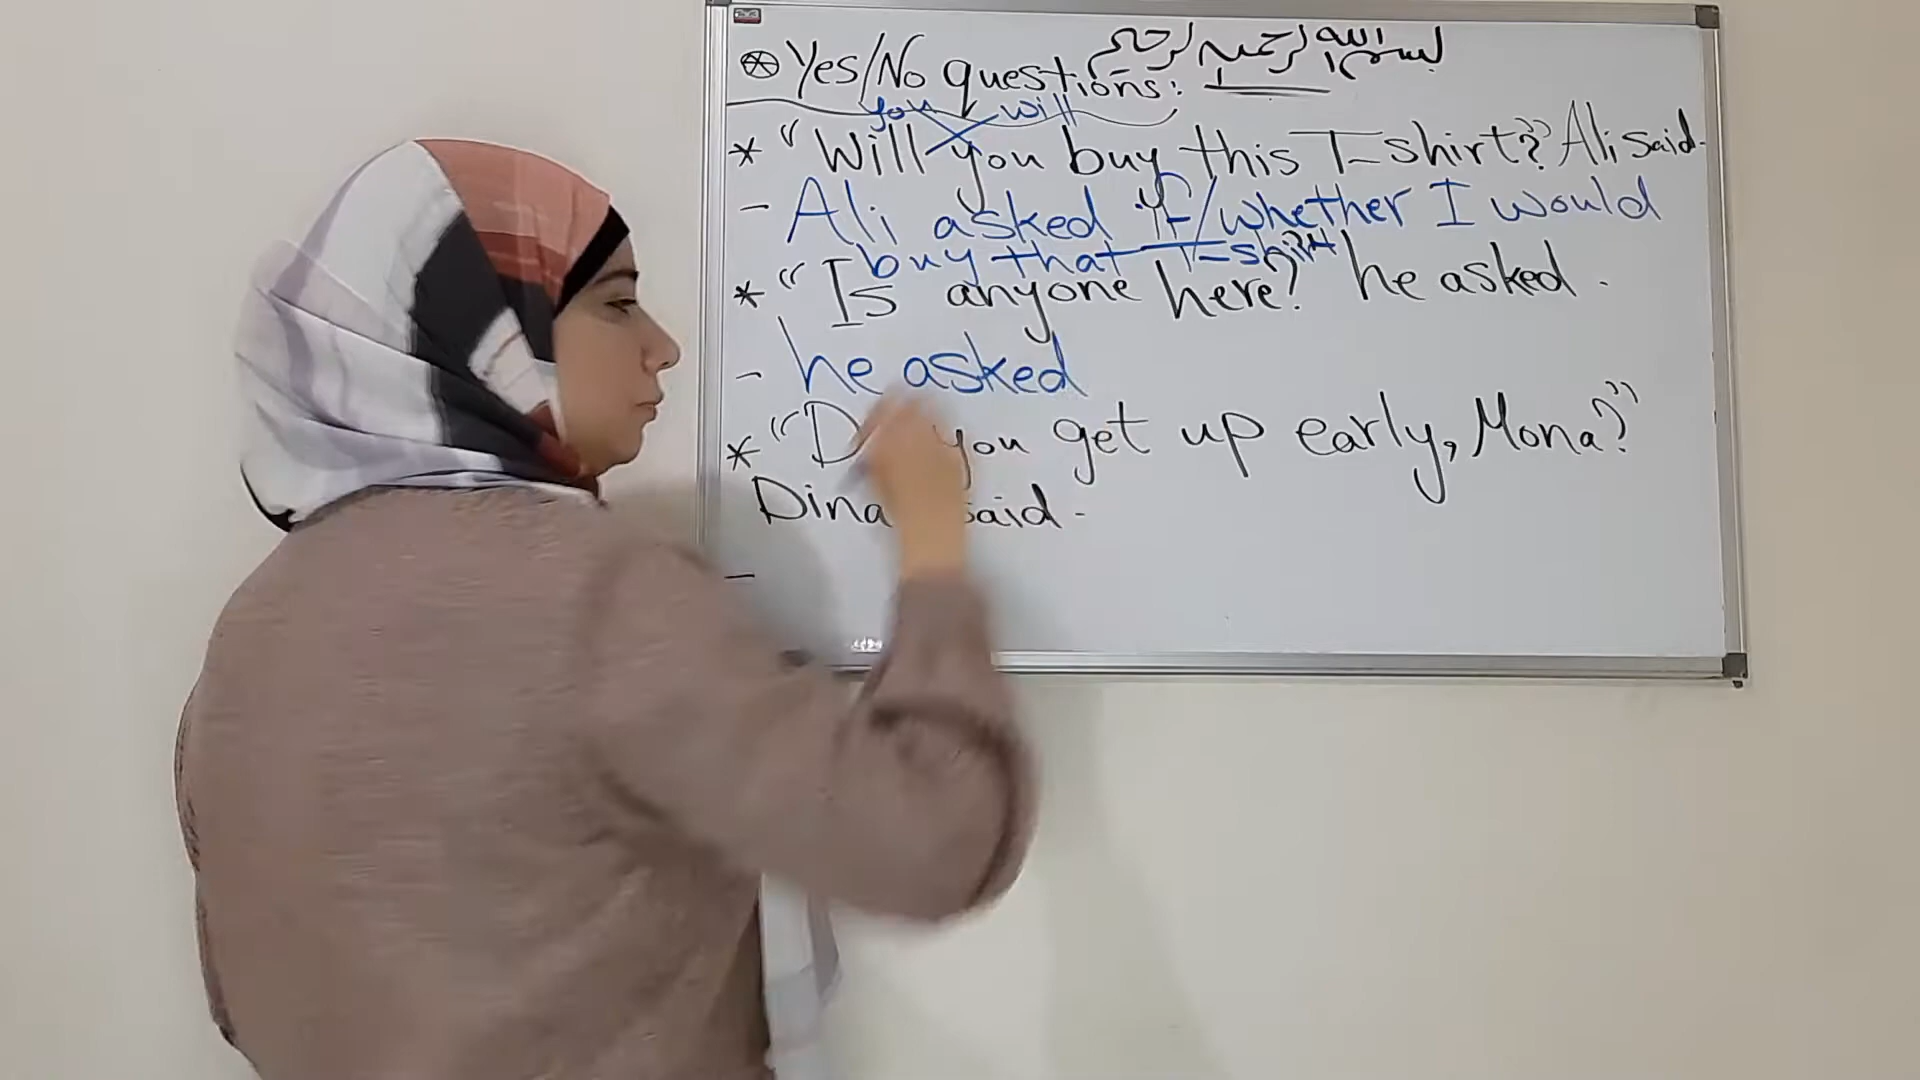 بسم الله الرحمن الرحيم
Yes/No questions:
you will
* "Will you buy this T-shirt?" Ali said.
- Ali asked if/whether I would
buy that T-shirt
* "Is anyone here?" he asked.
- he asked
* " you get up early, Mona?"
Dina said.
-